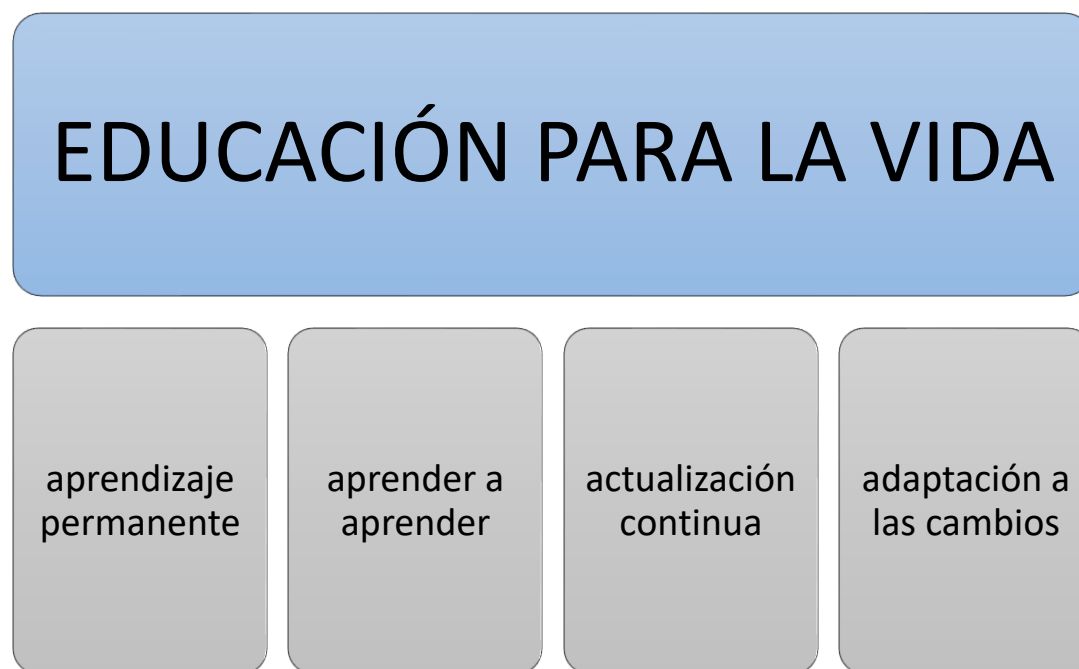 EDUCACIÓN PARA LA VIDA
aprendizaje
permanente
aprender a
aprender
actualización
continua
adaptación a
las cambios